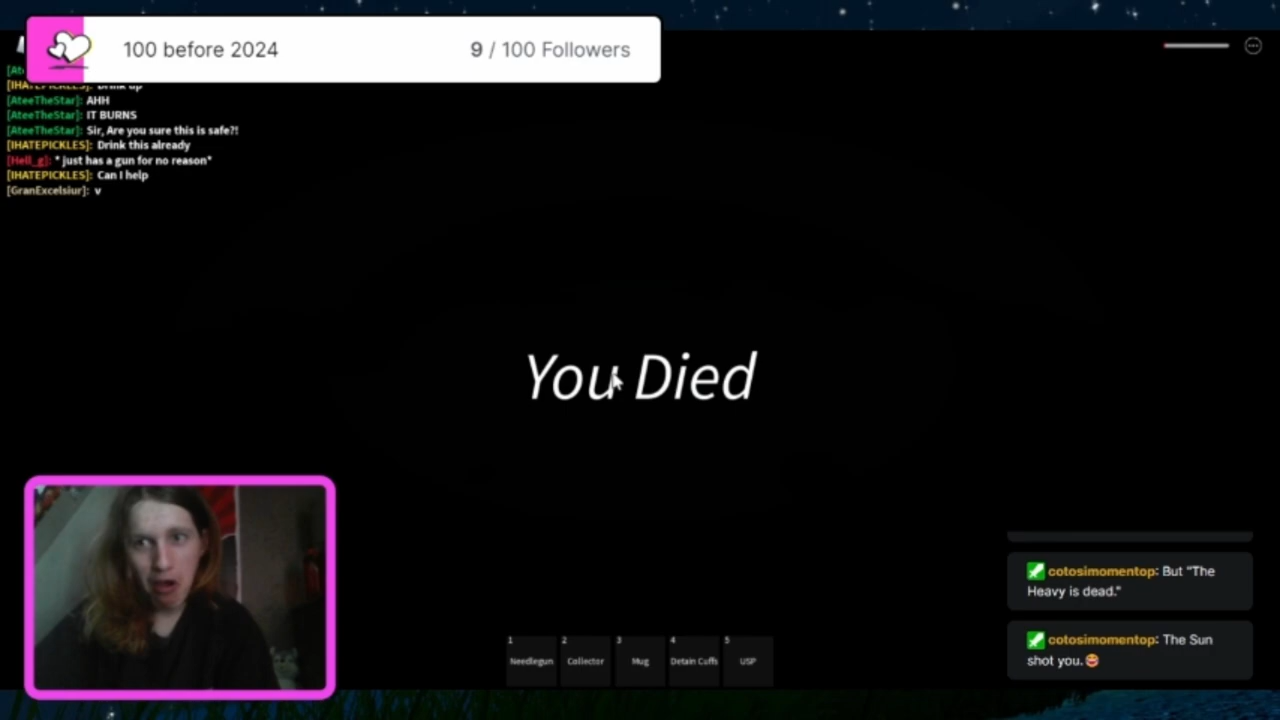 100 before 2024 9 / 100 Followers
[Ate
[IHATEPICKLES]: Drink up
[AteeTheStar]: AHH
[AteeTheStar]: IT BURNS
[AteeTheStar]: Sir, Are you sure this is safe?!
[IHATEPICKLES]: Drink this already
[Hell_g]: * just has a gun for no reason*
[IHATEPICKLES]: Can I help
[GranExcelsiur]: v
You Died
cotosimomentop: But "The
Heavy is dead."
cotosimomentop: The Sun
shot you.
1 2 3 4 5
Needlegun Collector Mug Detain Cuffs USP